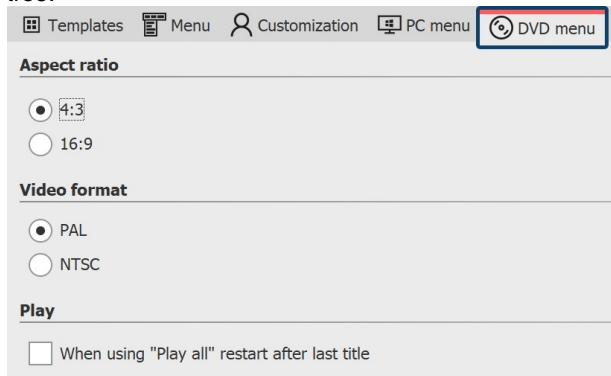 Templates Menu Customization PC menu DVD menu
Aspect ratio
4:3
16:9
Video format
PAL
NTSC
Play
When using "Play all" restart after last title